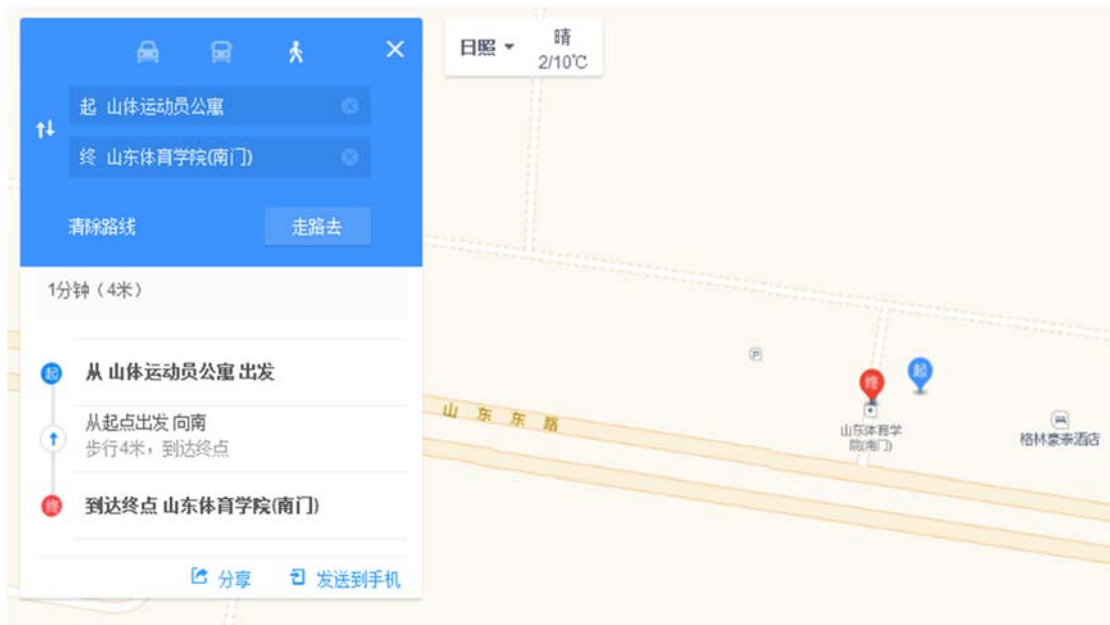 日照
晴
2/10℃
起 山体运动员公寓
终 山东体育学院(南门)
清除路线
走路去
1分钟（4米）
起
从 山体运动员公寓 出发
从起点出发 向南
步行4米，到达终点
终
到达终点 山东体育学院(南门)
分享
发送到手机
P
终
起
山东东路
山东体育学
院(南门)
格林豪泰酒店